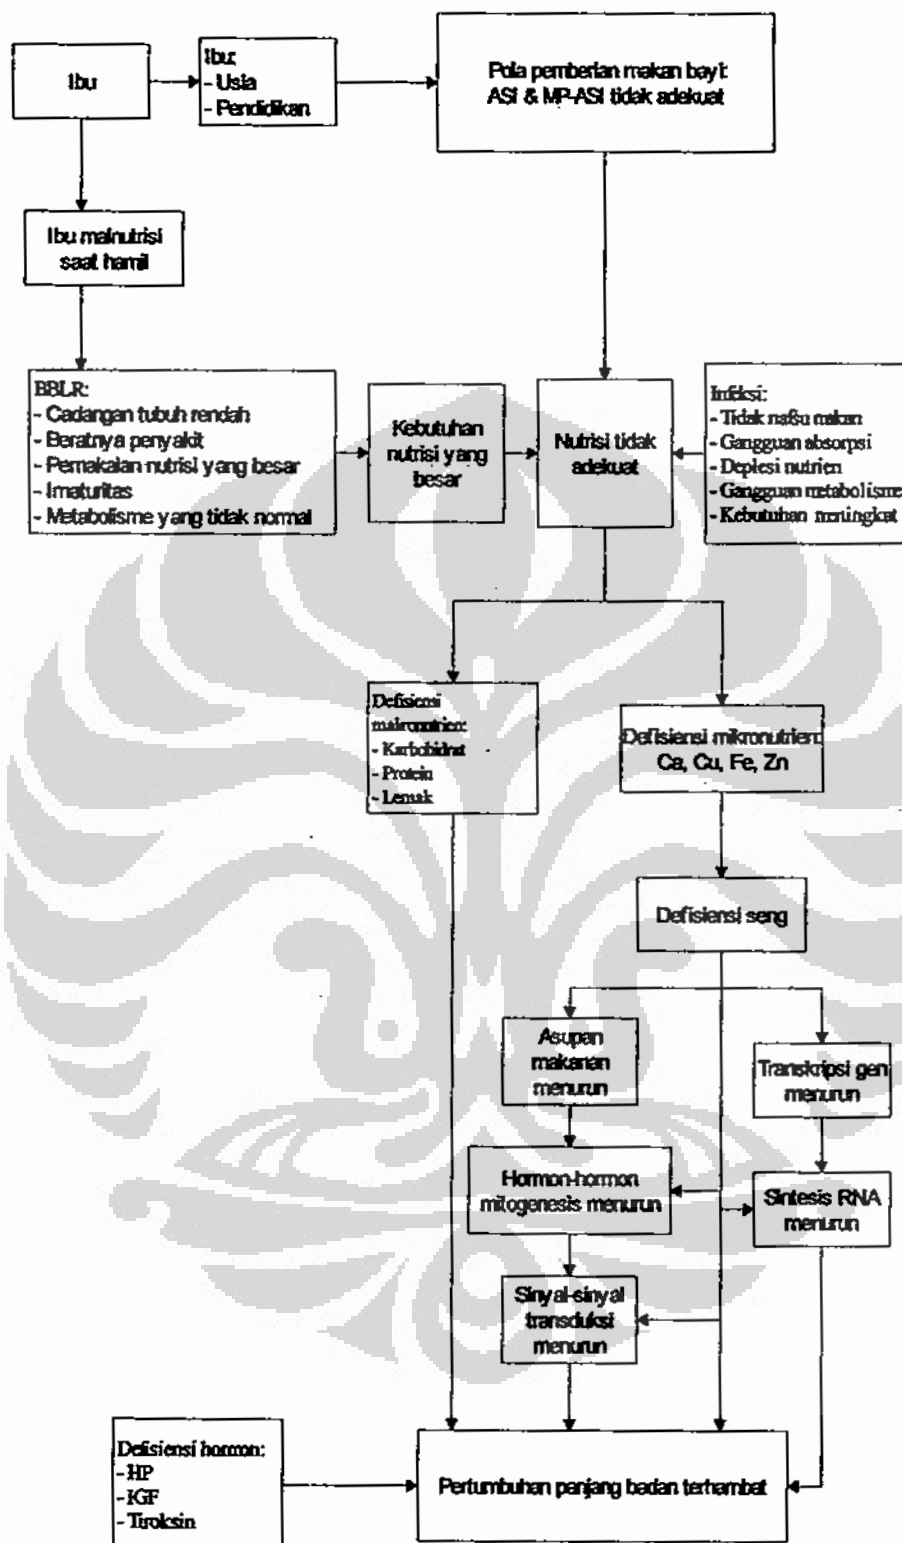 Ibu
Ibu:
- Usia
- Pendidikan
Pola pemberian makan bayi:
ASI & MP-ASI tidak adekuat
Ibu malnutrisi
saat hamil
BBLR:
- Cadangan tubuh rendah
- Beratnya penyakit
- Pemakaian nutrisi yang besar
- Imaturitas
- Metabolisme yang tidak normal
Kebutuhan
nutrisi yang
besar
Nutrisi tidak
adekuat
Infeksi:
- Tidak nafsu makan
- Gangguan absorpsi
- Deplesi nutrien
- Gangguan metabolisme
- Kebutuhan meningkat
Defisiensi
makronutrien:
- Karbohidrat
- Protein
- Lemak
Defisiensi mikronutrien:
Ca, Cu, Fe, Zn
Defisiensi seng
Asupan
makanan
menurun
Transkripsi gen
menurun
Hormon-hormon
mitogenesis menurun
Sintesis RNA
menurun
Sinyal-sinyal
transduksi
menurun
Defisiensi hormon:
- HP
- IGF
- Tiroksin
Pertumbuhan panjang badan terhambat